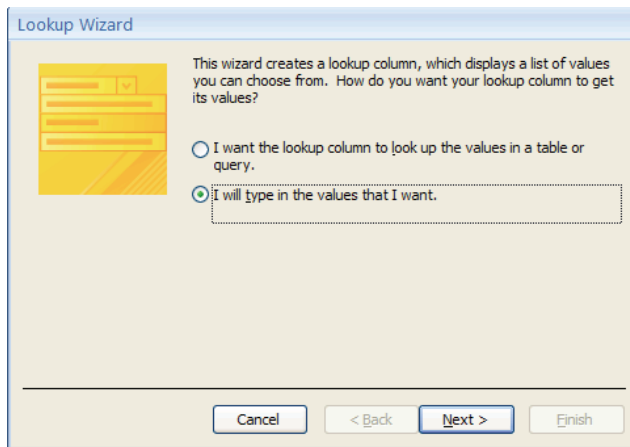 Lookup Wizard
This wizard creates a lookup column, which displays a list of values
you can choose from. How do you want your lookup column to get
its values?
I want the lookup column to look up the values in a table or
query.
I will type in the values that I want.
Cancel
< Back
Next >
Finish